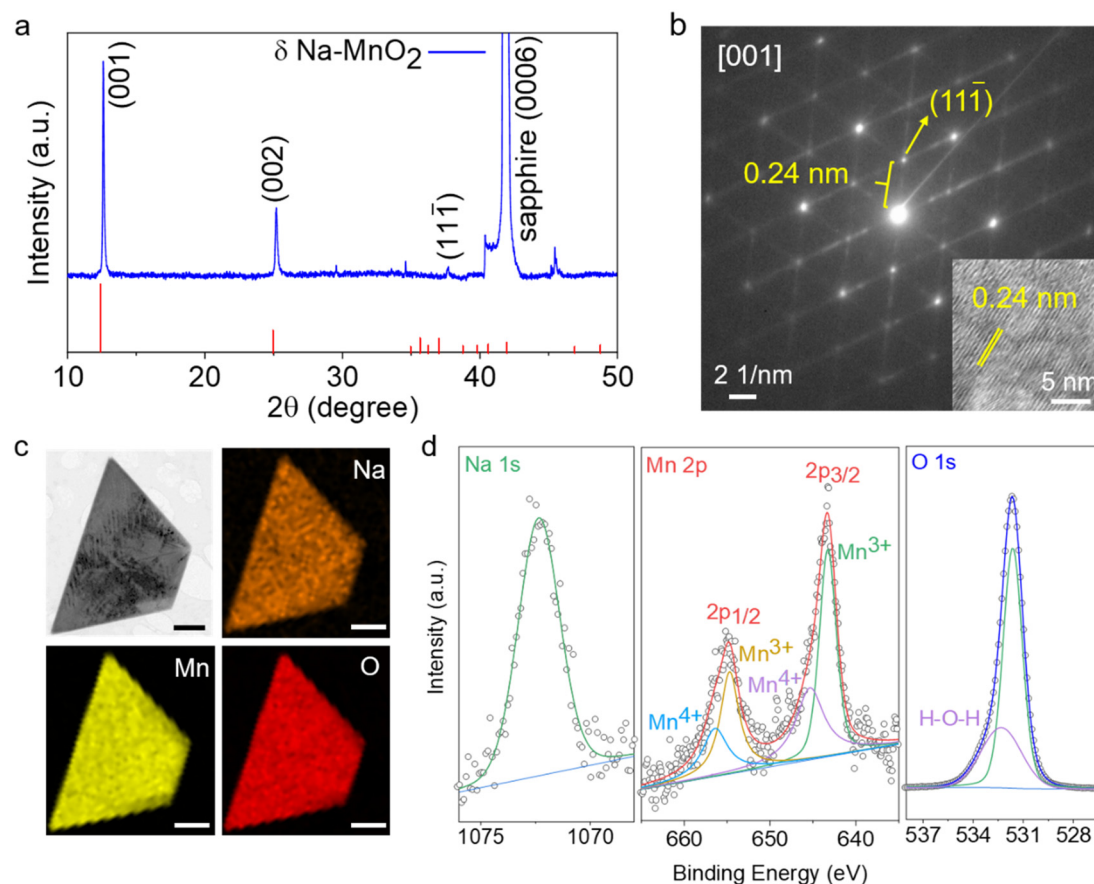 a
δ Na-MnO₂
(001)
(002)
(111̄)
sapphire (0006)
Intensity (a.u.)
10 20 30 40 50
2θ (degree)
b
[001]
(111̄)
0.24 nm
0.24 nm
2 1/nm
5 nm
c
Na
Mn
O
d
Na 1s
Mn 2p
O 1s
2p3/2
Mn³⁺
2p1/2
Mn³⁺
Mn⁴⁺
Mn⁴⁺
H-O-H
Intensity (a.u.)
1075 1070 660 650 640 537 534 531 528
Binding Energy (eV)